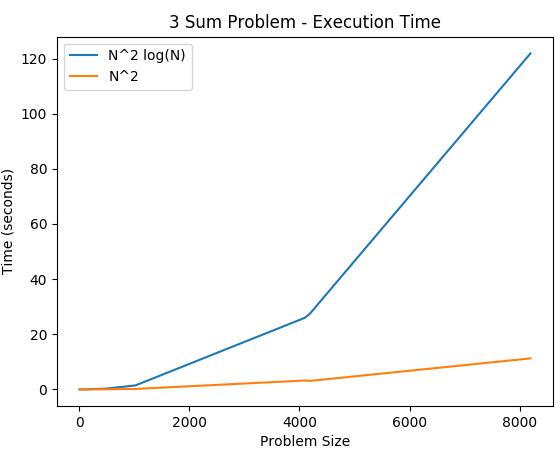 3 Sum Problem - Execution Time
N^2 log(N)
N^2
Time (seconds)
120
100
80
60
40
20
0
0 2000 4000 6000 8000
Problem Size